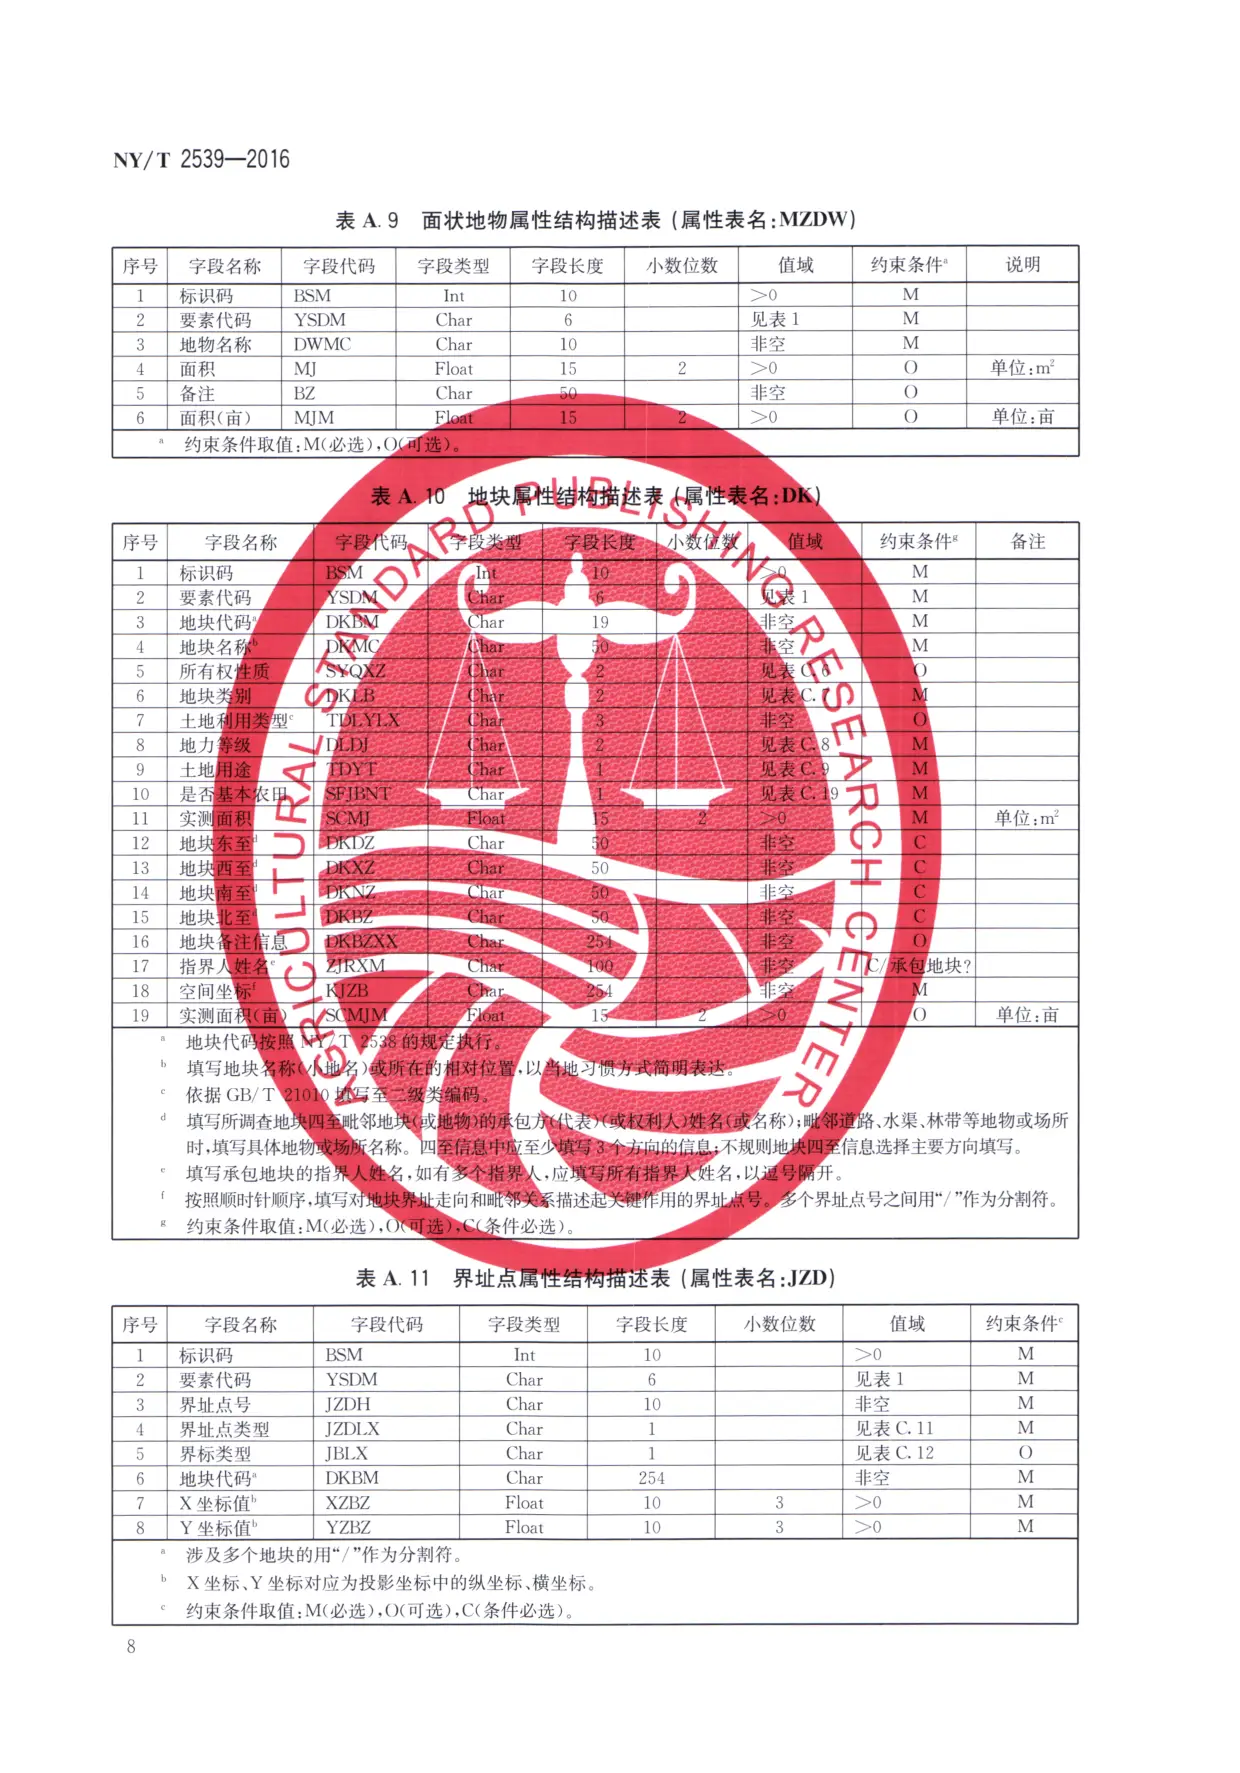 NY/T 2539—2016
表 A.9 面状地物属性结构描述表(属性表名:MZDW)
序号 字段名称 字段代码 字段类型 字段长度 小数位数 值域 约束条件a 说明
1 标识码 BSM Int 10 >0 M
2 要素代码 YSDM Char 6 见表1 M
3 地物名称 DWMC Char 10 非空 M
4 面积 MJ Float 15 2 >0 O 单位:m²
5 备注 BZ Char 50 非空 O
6 面积(亩) MJM Float 15 2 >0 O 单位:亩
a 约束条件取值:M(必选),O(可选)。
表 A.10 地块属性结构描述表(属性表名:DK)
序号 字段名称 字段代码 字段类型 字段长度 小数位数 值域 约束条件g 备注
1 标识码 BSM Int 10 >0 M
2 要素代码 YSDM Char 6 见表1 M
3 地块代码a DKBM Char 19 非空 M
4 地块名称b DKMC Char 50 非空 M
5 所有权性质 SYQXZ Char 2 见表C.6 O
6 地块类别 DKLB Char 2 见表C.7 M
7 土地利用类型c TDLYLX Char 3 非空 O
8 地力等级 DLDJ Char 2 见表C.8 M
9 土地用途 TDYT Char 1 见表C.9 M
10 是否基本农田 SFJBNT Char 1 见表C.19 M
11 实测面积 SCMJ Float 15 2 >0 M 单位:m²
12 地块东至d DKDZ Char 50 非空 C
13 地块西至d DKXZ Char 50 非空 C
14 地块南至d DKNZ Char 50 非空 C
15 地块北至d DKBZ Char 50 非空 C
16 地块备注信息 DKBZXX Char 254 非空 O
17 指界人姓名e ZJRXM Char 100 非空 C/承包地块?
18 空间坐标f KJZB Char 254 非空 M
19 实测面积(亩) SCMJM Float 15 2 >0 O 单位:亩
a 地块代码按照 NY/T 2538 的规定执行。
b 填写地块名称(小地名)或所在的相对位置,以当地习惯方式简明表达。
c 依据 GB/T 21010 填写至二级类编码。
d 填写所调查地块四至毗邻地块(或地物)的承包方(代表)(或权利人)姓名(或名称);毗邻道路、水渠、林带等地物或场所
时,填写具体地物或场所名称。四至信息中应至少填写3个方向的信息;不规则地块四至信息选择主要方向填写。
e 填写承包地块的指界人姓名,如有多个指界人,应填写所有指界人姓名,以逗号隔开。
f 按照顺时针顺序,填写对地块界址走向和毗邻关系描述起关键作用的界址点号。多个界址点号之间用“/”作为分割符。
g 约束条件取值:M(必选),O(可选),C(条件必选)。
AGRICULTURAL STANDARD PUBLISHING RESEARCH CENTER
表 A.11 界址点属性结构描述表(属性表名:JZD)
序号 字段名称 字段代码 字段类型 字段长度 小数位数 值域 约束条件c
1 标识码 BSM Int 10 >0 M
2 要素代码 YSDM Char 6 见表1 M
3 界址点号 JZDH Char 10 非空 M
4 界址点类型 JZDLX Char 1 见表C.11 M
5 界标类型 JBLX Char 1 见表C.12 O
6 地块代码a DKBM Char 254 非空 M
7 X坐标值b XZBZ Float 10 3 >0 M
8 Y坐标值b YZBZ Float 10 3 >0 M
a 涉及多个地块的用“/”作为分割符。
b X坐标、Y坐标对应为投影坐标中的纵坐标、横坐标。
c 约束条件取值:M(必选),O(可选),C(条件必选)。
8